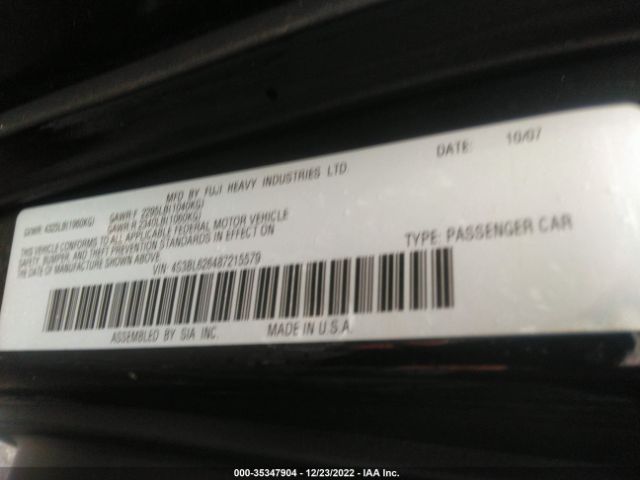 MFD BY FUJI HEAVY INDUSTRIES LTD. DATE: 10/07
GVWR: 4325LB(1960KG) GAWR:F 2295LB(1040KG)
GAWR:R 2340LB(1060KG)
THIS VEHICLE CONFORMS TO ALL APPLICABLE FEDERAL MOTOR VEHICLE
SAFETY, BUMPER, AND THEFT PREVENTION STANDARDS IN EFFECT ON
THE DATE OF MANUFACTURE SHOWN ABOVE.
VIN: 4S3BL626487215579 TYPE: PASSENGER CAR
ASSEMBLED BY SIA INC. MADE IN U.S.A.
000-35347904 - 12/23/2022 - IAA Inc.